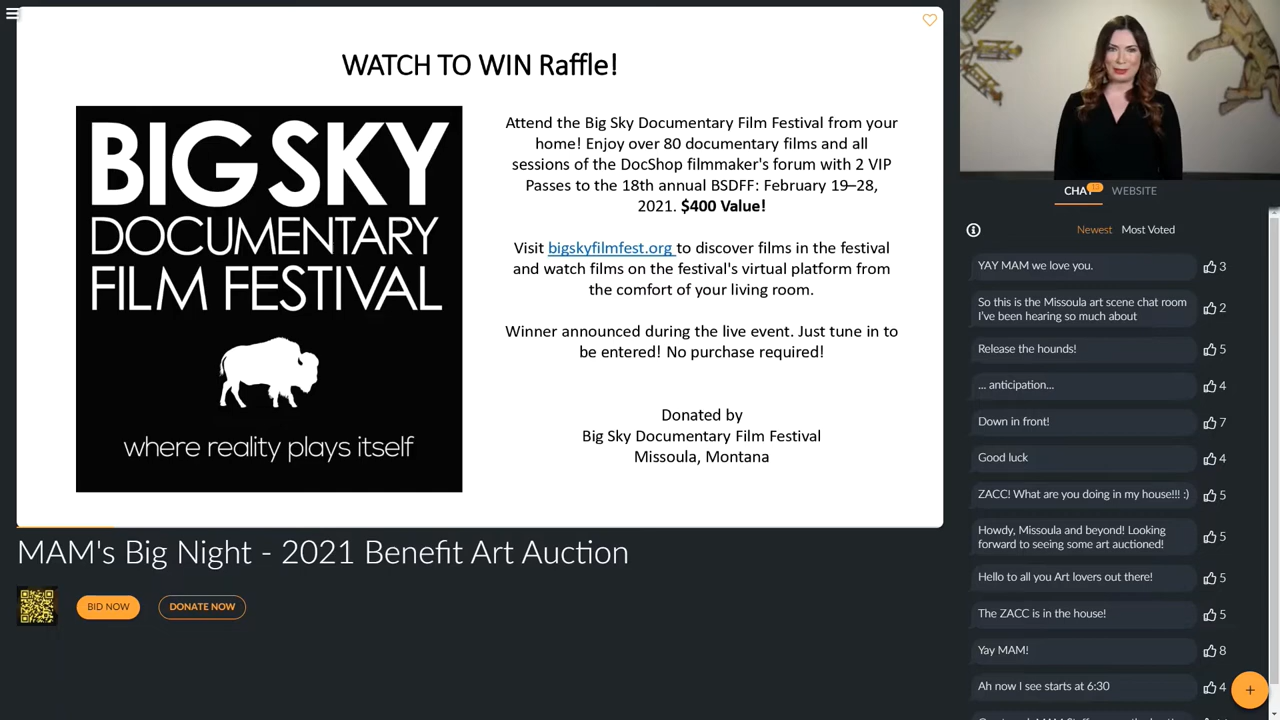 WATCH TO WIN Raffle!
BIG SKY
DOCUMENTARY
FILM FESTIVAL
where reality plays itself
Attend the Big Sky Documentary Film Festival from your
home! Enjoy over 80 documentary films and all
sessions of the DocShop filmmaker's forum with 2 VIP
Passes to the 18th annual BSDFF: February 19–28,
2021. $400 Value!
Visit bigskyfilmfest.org to discover films in the festival
and watch films on the festival's virtual platform from
the comfort of your living room.
Winner announced during the live event. Just tune in to
be entered! No purchase required!
Donated by
Big Sky Documentary Film Festival
Missoula, Montana
MAM's Big Night - 2021 Benefit Art Auction
BID NOW
DONATE NOW
CHAT 13 WEBSITE
Newest Most Voted
YAY MAM we love you. 3
So this is the Missoula art scene chat room
I've been hearing so much about 2
Release the hounds! 5
... anticipation... 4
Down in front! 7
Good luck 4
ZACC! What are you doing in my house!!! :) 5
Howdy, Missoula and beyond! Looking
forward to seeing some art auctioned! 5
Hello to all you Art lovers out there! 5
The ZACC is in the house! 5
Yay MAM! 8
Ah now I see starts at 6:30 4